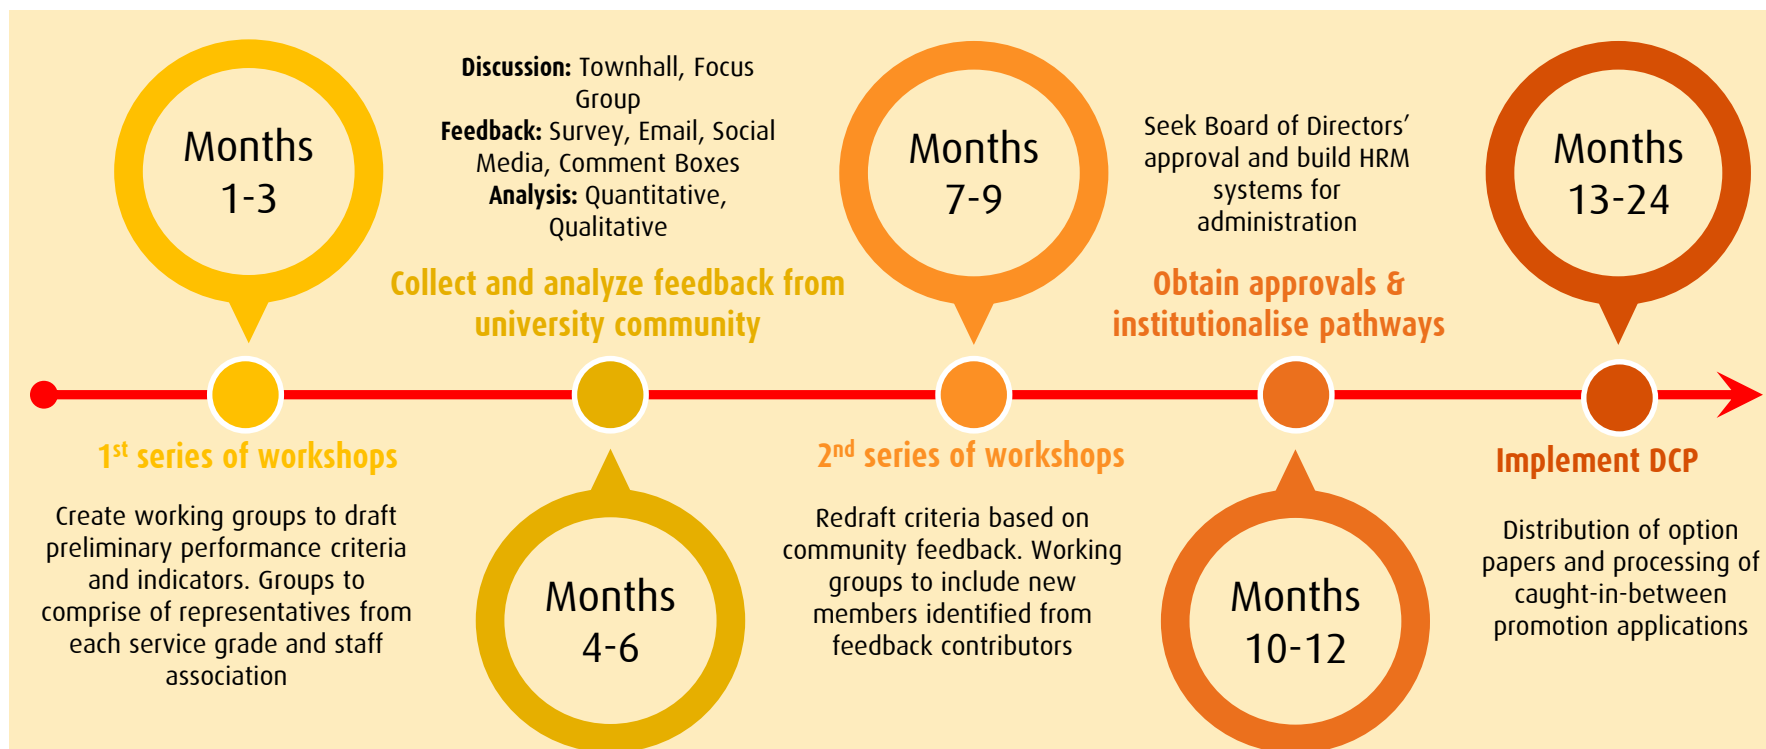 Months
1-3
1st series of workshops
Create working groups to draft
preliminary performance criteria
and indicators. Groups to
comprise of representatives from
each service grade and staff
association
Discussion: Townhall, Focus
Group
Feedback: Survey, Email, Social
Media, Comment Boxes
Analysis: Quantitative,
Qualitative
Collect and analyze feedback from
university community
Months
4-6
Months
7-9
2nd series of workshops
Redraft criteria based on
community feedback. Working
groups to include new
members identified from
feedback contributors
Seek Board of Directors’
approval and build HRM
systems for
administration
Obtain approvals &
institutionalise pathways
Months
10-12
Months
13-24
Implement DCP
Distribution of option
papers and processing of
caught-in-between
promotion applications